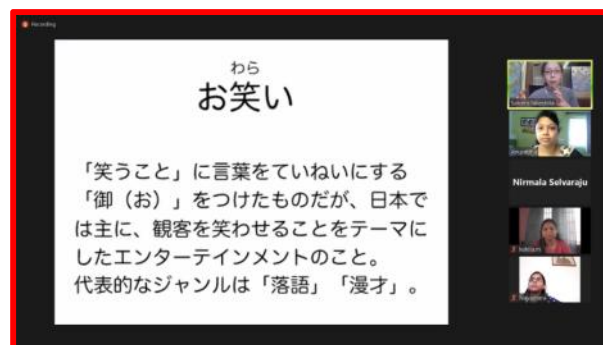 Recording
わら
お笑い
「笑うこと」に言葉をていねいにする
「御（お）」をつけたものだが、日本で
は主に、観客を笑わせることをテーマに
したエンターテインメントのこと。
代表的なジャンルは「落語」「漫才」。
Nirmala Selvaraju